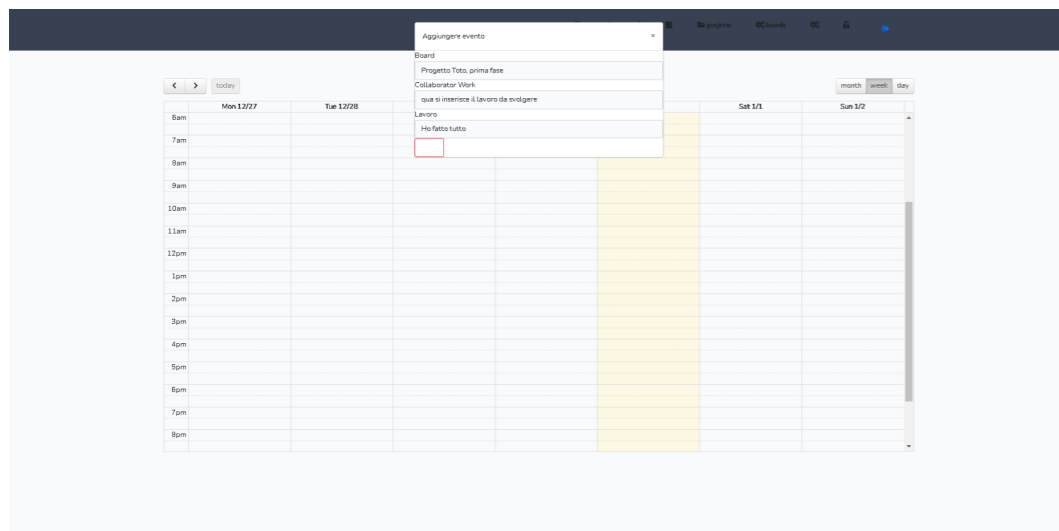 projects
boards
Aggiungere evento ×
Board
Progetto Toto, prima fase
Collaborator Work
qua si inserisce il lavoro da svolgere
Lavoro
Ho fatto tutto
today
month week day
Mon 12/27 Tue 12/28 Sat 1/1 Sun 1/2
6am
7am
8am
9am
10am
11am
12pm
1pm
2pm
3pm
4pm
5pm
6pm
7pm
8pm